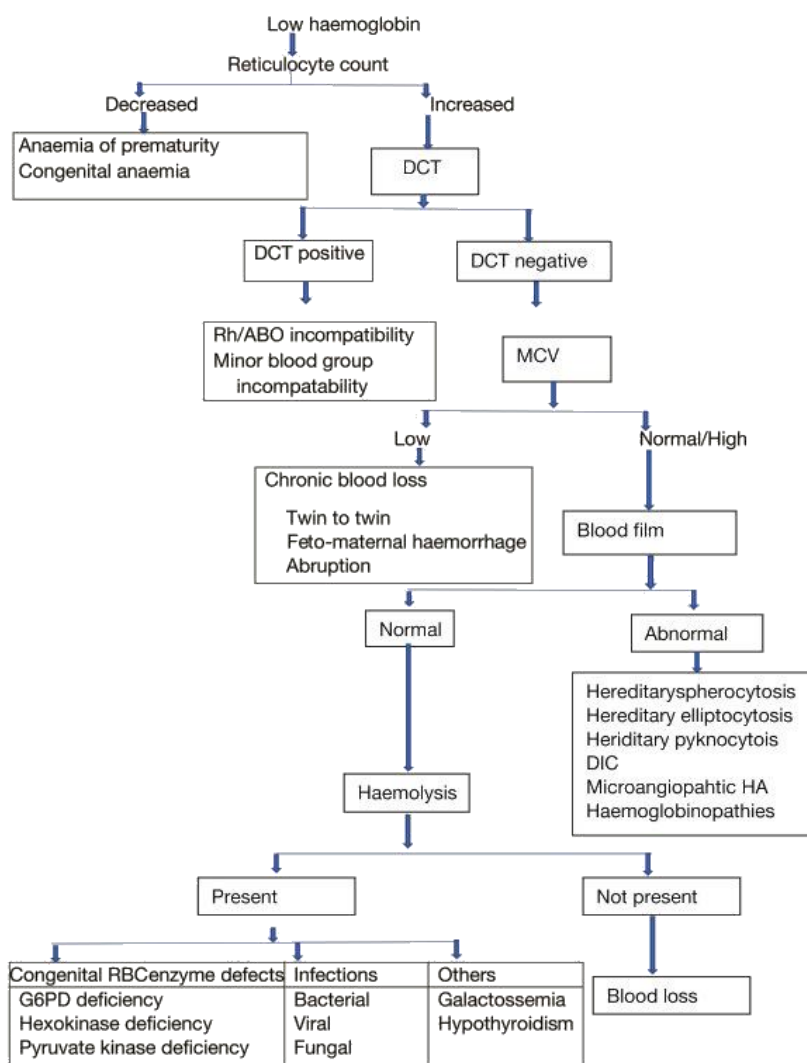 Low haemoglobin
Reticulocyte count
Decreased
Increased
Anaemia of prematurity
Congenital anaemia
DCT
DCT positive
DCT negative
Rh/ABO incompatibility
Minor blood group
incompatability
MCV
Low
Normal/High
Chronic blood loss
Twin to twin
Feto-maternal haemorrhage
Abruption
Blood film
Normal
Abnormal
Hereditaryspherocytosis
Hereditary elliptocytosis
Heriditary pyknocytois
DIC
Microangiopahtic HA
Haemoglobinopathies
Haemolysis
Present
Not present
Congenital RBCenzyme defects
G6PD deficiency
Hexokinase deficiency
Pyruvate kinase deficiency
Infections
Bacterial
Viral
Fungal
Others
Galactossemia
Hypothyroidism
Blood loss